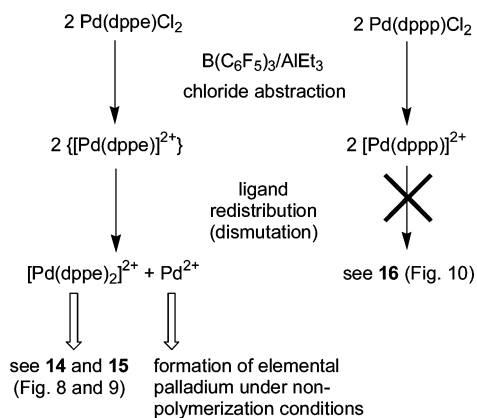 2 Pd(dppe)Cl₂
2 Pd(dppp)Cl₂
B(C₆F₅)₃/AlEt₃
chloride abstraction
2 {[Pd(dppe)]²⁺}
2 [Pd(dppp)]²⁺
ligand
redistribution
(dismutation)
[Pd(dppe)₂]²⁺ + Pd²⁺
see 16 (Fig. 10)
see 14 and 15
(Fig. 8 and 9)
formation of elemental
palladium under non-
polymerization conditions